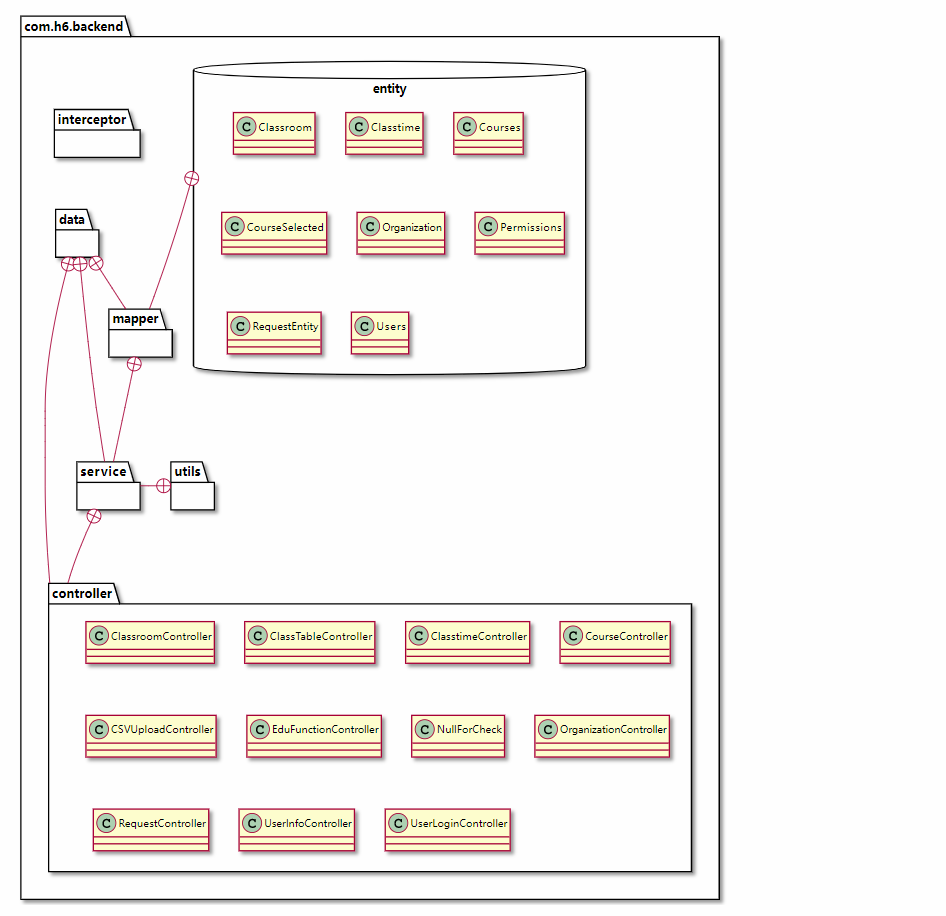 com.h6.backend
entity
interceptor
C Classroom
C Classtime
C Courses
data
C CourseSelected
C Organization
C Permissions
mapper
C RequestEntity
C Users
service
utils
controller
C ClassroomController
C ClassTableController
C ClasstimeController
C CourseController
C CSVUploadController
C EduFunctionController
C NullForCheck
C OrganizationController
C RequestController
C UserInfoController
C UserLoginController